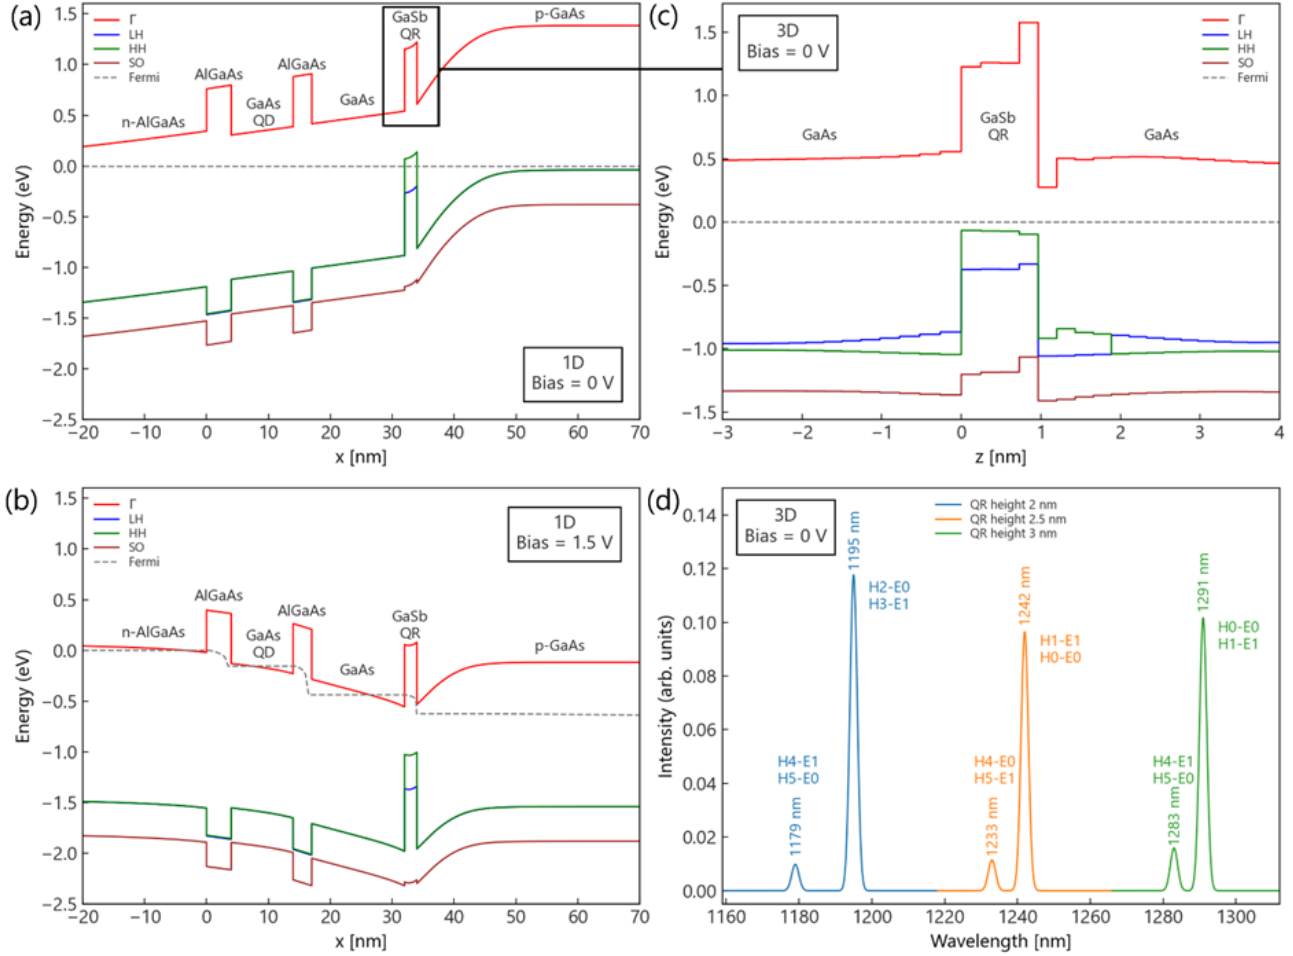 (a)
Γ
LH
HH
SO
Fermi
n-AlGaAs
AlGaAs
GaAs
QD
AlGaAs
GaAs
GaSb
QR
p-GaAs
1D
Bias = 0 V
Energy (eV)
1.5
1.0
0.5
0.0
−0.5
−1.0
−1.5
−2.0
−2.5
−20 −10 0 10 20 30 40 50 60 70
x [nm]
(c)
3D
Bias = 0 V
Γ
LH
HH
SO
Fermi
GaAs
GaSb
QR
GaAs
Energy (eV)
1.5
1.0
0.5
0.0
−0.5
−1.0
−1.5
−3 −2 −1 0 1 2 3 4
z [nm]
(b)
Γ
LH
HH
SO
Fermi
1D
Bias = 1.5 V
n-AlGaAs
AlGaAs
GaAs
QD
AlGaAs
GaAs
GaSb
QR
p-GaAs
Energy (eV)
1.5
1.0
0.5
0.0
−0.5
−1.0
−1.5
−2.0
−2.5
−20 −10 0 10 20 30 40 50 60 70
x [nm]
(d)
3D
Bias = 0 V
QR height 2 nm
QR height 2.5 nm
QR height 3 nm
1195 nm
H2-E0
H3-E1
1242 nm
H1-E1
H0-E0
1291 nm
H0-E0
H1-E1
H4-E1
H5-E0
1179 nm
H4-E0
H5-E1
1233 nm
H4-E1
H5-E0
1283 nm
Intensity (arb. units)
0.14
0.12
0.10
0.08
0.06
0.04
0.02
0.00
1160 1180 1200 1220 1240 1260 1280 1300
Wavelength [nm]